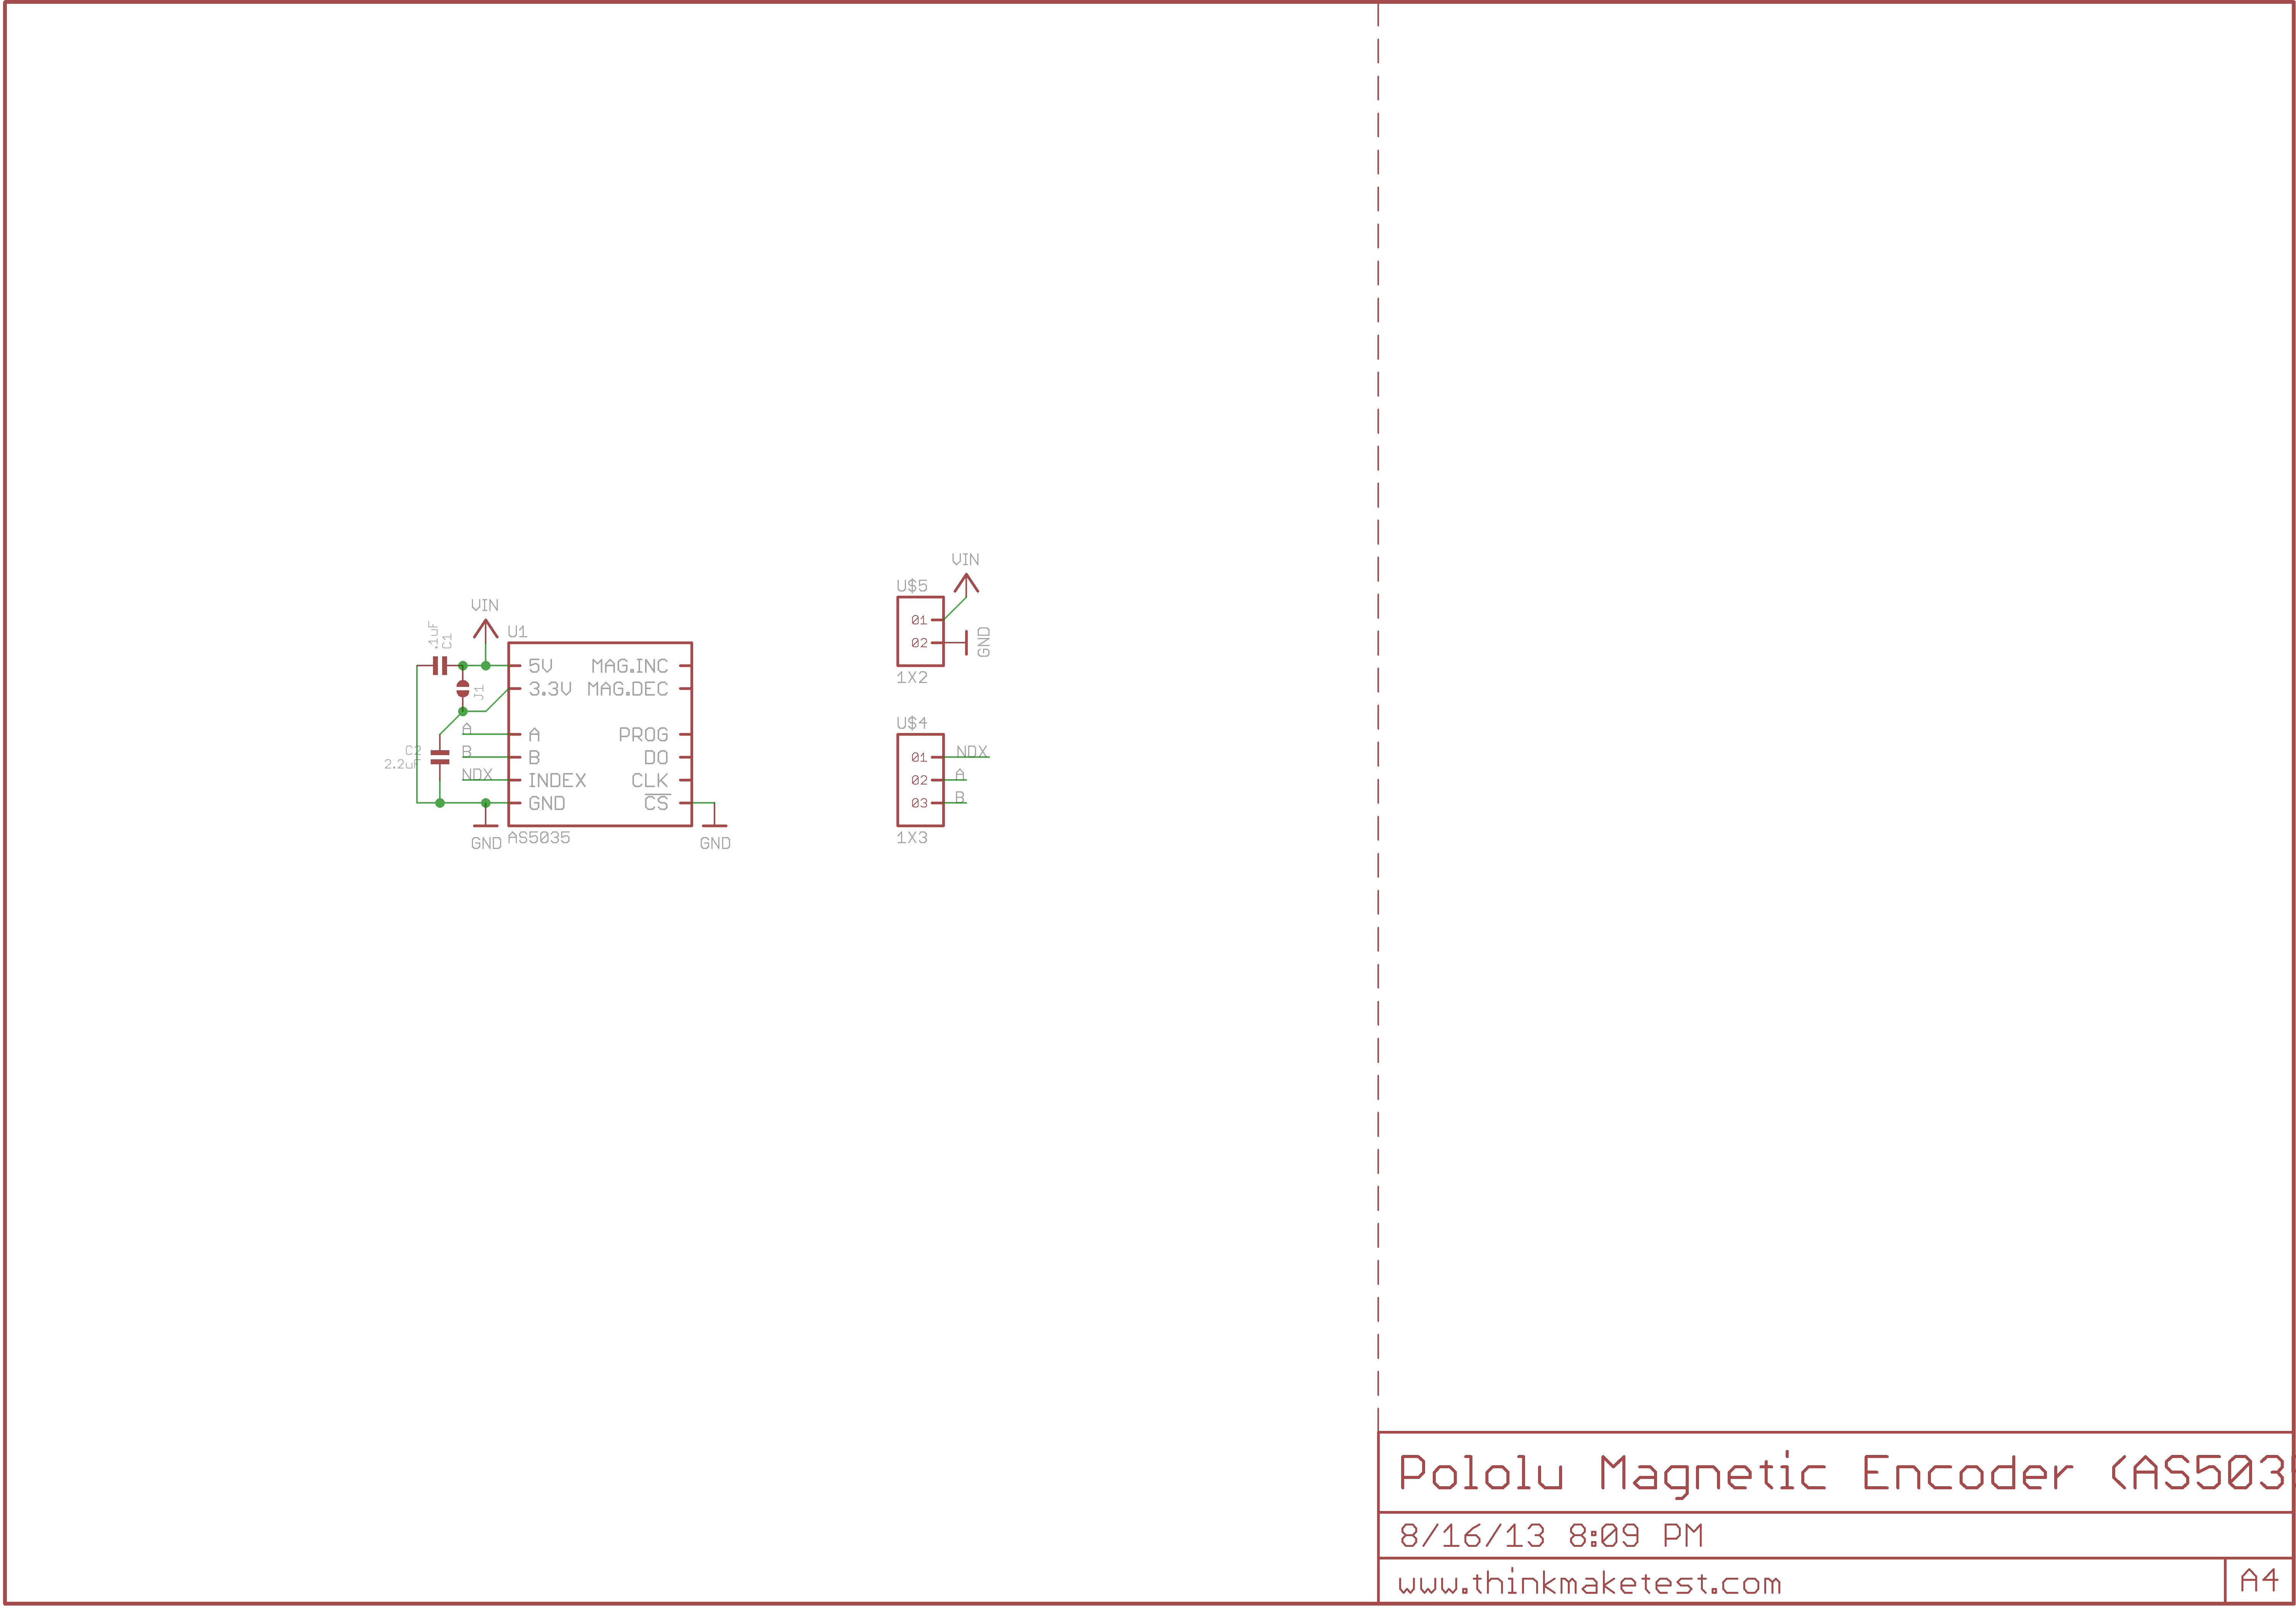 VIN
U$5
01
02
GND
1X2
VIN
.1uF
C1
U1
5V
MAG.INC
3.3V
MAG.DEC
J1
A
A
PROG
C2
2.2uF
B
B
DO
NDX
INDEX
CLK
GND
CS
GND
AS5035
GND
U$4
01
NDX
02
A
03
B
1X3
Pololu Magnetic Encoder (AS503
8/16/13 8:09 PM
www.thinkmaketest.com
A4